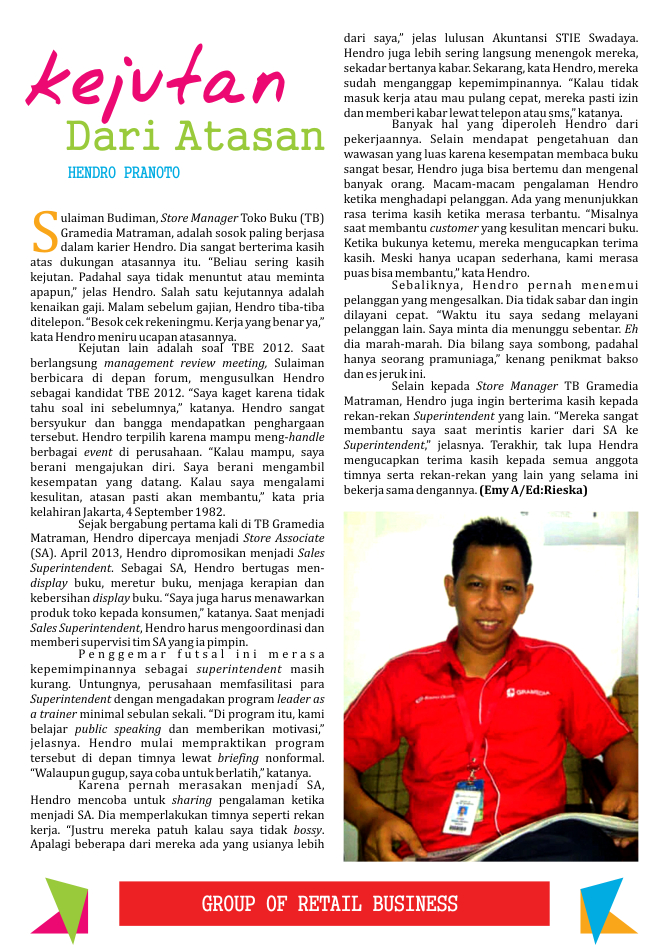 kejutan
Dari Atasan
HENDRO PRANOTO
Sulaiman Budiman, Store Manager Toko Buku (TB)
Gramedia Matraman, adalah sosok paling berjasa
dalam karier Hendro. Dia sangat berterima kasih
atas dukungan atasannya itu. “Beliau sering kasih
kejutan. Padahal saya tidak menuntut atau meminta
apapun,” jelas Hendro. Salah satu kejutannya adalah
kenaikan gaji. Malam sebelum gajian, Hendro tiba-tiba
ditelepon. “Besok cek rekeningmu. Kerja yang benar ya,”
kata Hendro meniru ucapan atasannya.
Kejutan lain adalah soal TBE 2012. Saat
berlangsung management review meeting, Sulaiman
berbicara di depan forum, mengusulkan Hendro
sebagai kandidat TBE 2012. “Saya kaget karena tidak
tahu soal ini sebelumnya,” katanya. Hendro sangat
bersyukur dan bangga mendapatkan penghargaan
tersebut. Hendro terpilih karena mampu meng-handle
berbagai event di perusahaan. “Kalau mampu, saya
berani mengajukan diri. Saya berani mengambil
kesempatan yang datang. Kalau saya mengalami
kesulitan, atasan pasti akan membantu,” kata pria
kelahiran Jakarta, 4 September 1982.
Sejak bergabung pertama kali di TB Gramedia
Matraman, Hendro dipercaya menjadi Store Associate
(SA). April 2013, Hendro dipromosikan menjadi Sales
Superintendent. Sebagai SA, Hendro bertugas men-
display buku, meretur buku, menjaga kerapian dan
kebersihan display buku. “Saya juga harus menawarkan
produk toko kepada konsumen,” katanya. Saat menjadi
Sales Superintendent, Hendro harus mengoordinasi dan
memberi supervisi tim SA yang ia pimpin.
Penggemar futsal ini merasa
kepemimpinannya sebagai superintendent masih
kurang. Untungnya, perusahaan memfasilitasi para
Superintendent dengan mengadakan program leader as
a trainer minimal sebulan sekali. “Di program itu, kami
belajar public speaking dan memberikan motivasi,”
jelasnya. Hendro mulai mempraktikan program
tersebut di depan timnya lewat briefing nonformal.
“Walaupun gugup, saya coba untuk berlatih,” katanya.
Karena pernah merasakan menjadi SA,
Hendro mencoba untuk sharing pengalaman ketika
menjadi SA. Dia memperlakukan timnya seperti rekan
kerja. “Justru mereka patuh kalau saya tidak bossy.
Apalagi beberapa dari mereka ada yang usianya lebih
dari saya,” jelas lulusan Akuntansi STIE Swadaya.
Hendro juga lebih sering langsung menengok mereka,
sekadar bertanya kabar. Sekarang, kata Hendro, mereka
sudah menganggap kepemimpinannya. “Kalau tidak
masuk kerja atau mau pulang cepat, mereka pasti izin
dan memberi kabar lewat telepon atau sms,” katanya.
Banyak hal yang diperoleh Hendro dari
pekerjaannya. Selain mendapat pengetahuan dan
wawasan yang luas karena kesempatan membaca buku
sangat besar, Hendro juga bisa bertemu dan mengenal
banyak orang. Macam-macam pengalaman Hendro
ketika menghadapi pelanggan. Ada yang menunjukkan
rasa terima kasih ketika merasa terbantu. “Misalnya
saat membantu customer yang kesulitan mencari buku.
Ketika bukunya ketemu, mereka mengucapkan terima
kasih. Meski hanya ucapan sederhana, kami merasa
puas bisa membantu,” kata Hendro.
Sebaliknya, Hendro pernah menemui
pelanggan yang mengesalkan. Dia tidak sabar dan ingin
dilayani cepat. “Waktu itu saya sedang melayani
pelanggan lain. Saya minta dia menunggu sebentar. Eh
dia marah-marah. Dia bilang saya sombong, padahal
hanya seorang pramuniaga,” kenang penikmat bakso
dan es jeruk ini.
Selain kepada Store Manager TB Gramedia
Matraman, Hendro juga ingin berterima kasih kepada
rekan-rekan Superintendent yang lain. “Mereka sangat
membantu saya saat merintis karier dari SA ke
Superintendent,” jelasnya. Terakhir, tak lupa Hendra
mengucapkan terima kasih kepada semua anggota
timnya serta rekan-rekan yang lain yang selama ini
bekerja sama dengannya. (Emy A/Ed:Rieska)
GRAMEDIA
GROUP OF RETAIL BUSINESS